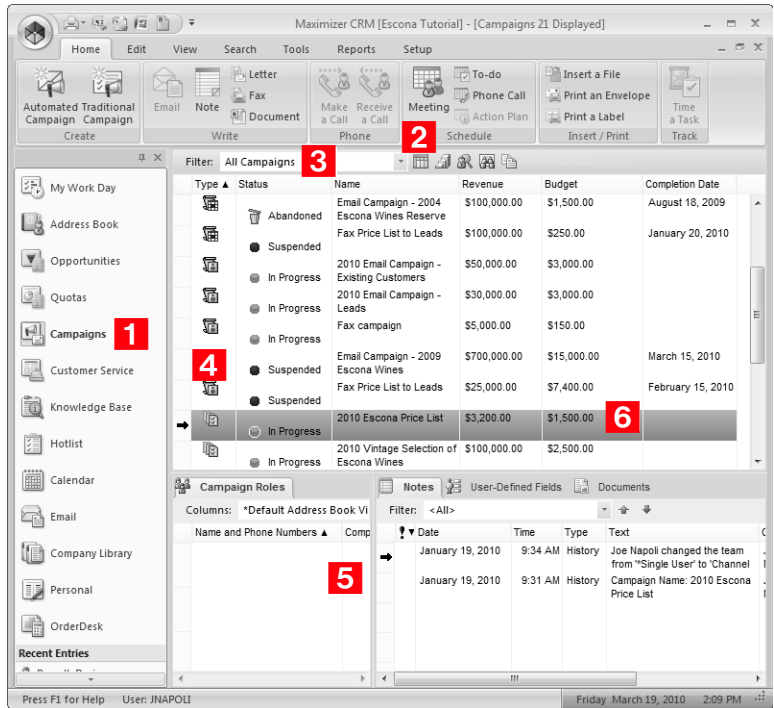 Maximizer CRM [Escona Tutorial] - [Campaigns 21 Displayed]
Home Edit View Search Tools Reports Setup
Automated Campaign
Traditional Campaign
Create
Email
Note
Letter
Fax
Document
Write
Make a Call
Receive a Call
Phone
Meeting
To-do
Phone Call
Action Plan
Schedule
Insert a File
Print an Envelope
Print a Label
Insert / Print
Time a Task
Track
2
My Work Day
Address Book
Opportunities
Quotas
Campaigns
1
Customer Service
Knowledge Base
Hotlist
Calendar
Email
Company Library
Personal
OrderDesk
Recent Entries
Filter: All Campaigns
3
Type Status Name Revenue Budget Completion Date
Abandoned Email Campaign - 2004 Escona Wines Reserve $100,000.00 $1,500.00 August 18, 2009
Suspended Fax Price List to Leads $100,000.00 $250.00 January 20, 2010
In Progress 2010 Email Campaign - Existing Customers $50,000.00 $3,000.00
In Progress 2010 Email Campaign - Leads $30,000.00 $3,000.00
In Progress Fax campaign $5,000.00 $150.00
4
Suspended Email Campaign - 2009 Escona Wines $700,000.00 $15,000.00 March 15, 2010
Suspended Fax Price List to Leads $25,000.00 $7,400.00 February 15, 2010
In Progress 2010 Escona Price List $3,200.00 $1,500.00
6
In Progress 2010 Vintage Selection of Escona Wines $100,000.00 $2,500.00
Campaign Roles
Columns: *Default Address Book Vi
Name and Phone Numbers Comp
5
Notes User-Defined Fields Documents
Filter: <All>
! Date Time Type Text
January 19, 2010 9:34 AM History Joe Napoli changed the team
from '*Single User' to 'Channel
January 19, 2010 9:31 AM History Campaign Name: 2010 Escona
Price List
Press F1 for Help User: JNAPOLI
Friday March 19, 2010 2:09 PM